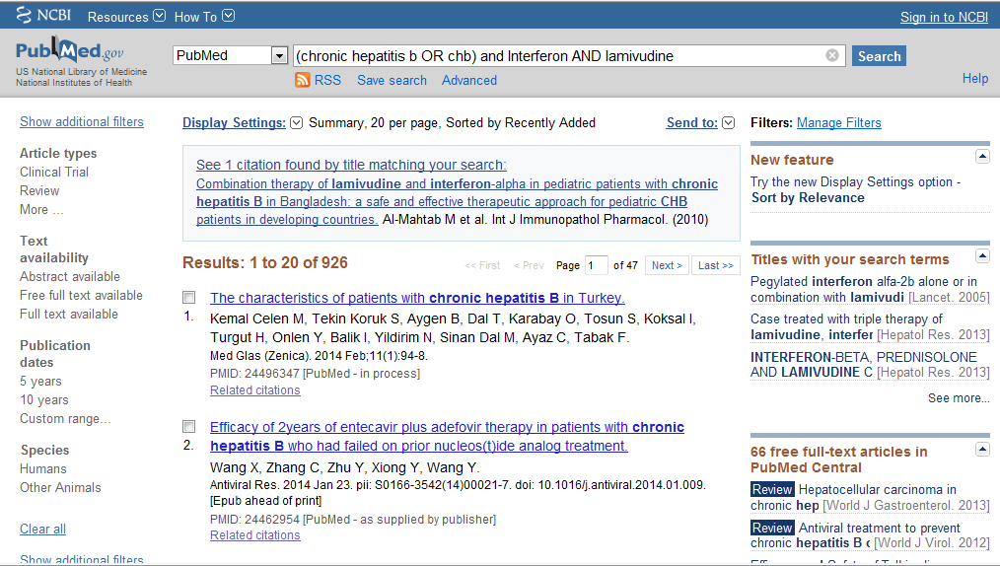 NCBI Resources How To Sign in to NCBI
PubMed.gov
US National Library of Medicine
National Institutes of Health
PubMed (chronic hepatitis b OR chb) and Interferon AND lamivudine Search
RSS Save search Advanced Help
Show additional filters
Article types
Clinical Trial
Review
More ...
Text
availability
Abstract available
Free full text available
Full text available
Publication
dates
5 years
10 years
Custom range...
Species
Humans
Other Animals
Clear all
Show additional filters
Display Settings: Summary, 20 per page, Sorted by Recently Added Send to:
See 1 citation found by title matching your search:
Combination therapy of lamivudine and interferon-alpha in pediatric patients with chronic
hepatitis B in Bangladesh: a safe and effective therapeutic approach for pediatric CHB
patients in developing countries. Al-Mahtab M et al. Int J Immunopathol Pharmacol. (2010)
Results: 1 to 20 of 926 << First < Prev Page 1 of 47 Next > Last >>
The characteristics of patients with chronic hepatitis B in Turkey.
1. Kemal Celen M, Tekin Koruk S, Aygen B, Dal T, Karabay O, Tosun S, Koksal I,
Turgut H, Onlen Y, Balik I, Yildirim N, Sinan Dal M, Ayaz C, Tabak F.
Med Glas (Zenica). 2014 Feb;11(1):94-8.
PMID: 24496347 [PubMed - in process]
Related citations
Efficacy of 2years of entecavir plus adefovir therapy in patients with chronic
2. hepatitis B who had failed on prior nucleos(t)ide analog treatment.
Wang X, Zhang C, Zhu Y, Xiong Y, Wang Y.
Antiviral Res. 2014 Jan 23. pii: S0166-3542(14)00021-7. doi: 10.1016/j.antiviral.2014.01.009.
[Epub ahead of print]
PMID: 24462954 [PubMed - as supplied by publisher]
Related citations
Filters: Manage Filters
New feature
Try the new Display Settings option -
Sort by Relevance
Titles with your search terms
Pegylated interferon alfa-2b alone or in
combination with lamivudi [Lancet. 2005]
Case treated with triple therapy of
lamivudine, interfer [Hepatol Res. 2013]
INTERFERON-BETA, PREDNISOLONE
AND LAMIVUDINE C [Hepatol Res. 2013]
See more...
66 free full-text articles in
PubMed Central
Review Hepatocellular carcinoma in
chronic hep [World J Gastroenterol. 2013]
Review Antiviral treatment to prevent
chronic hepatitis B c [World J Virol. 2012]